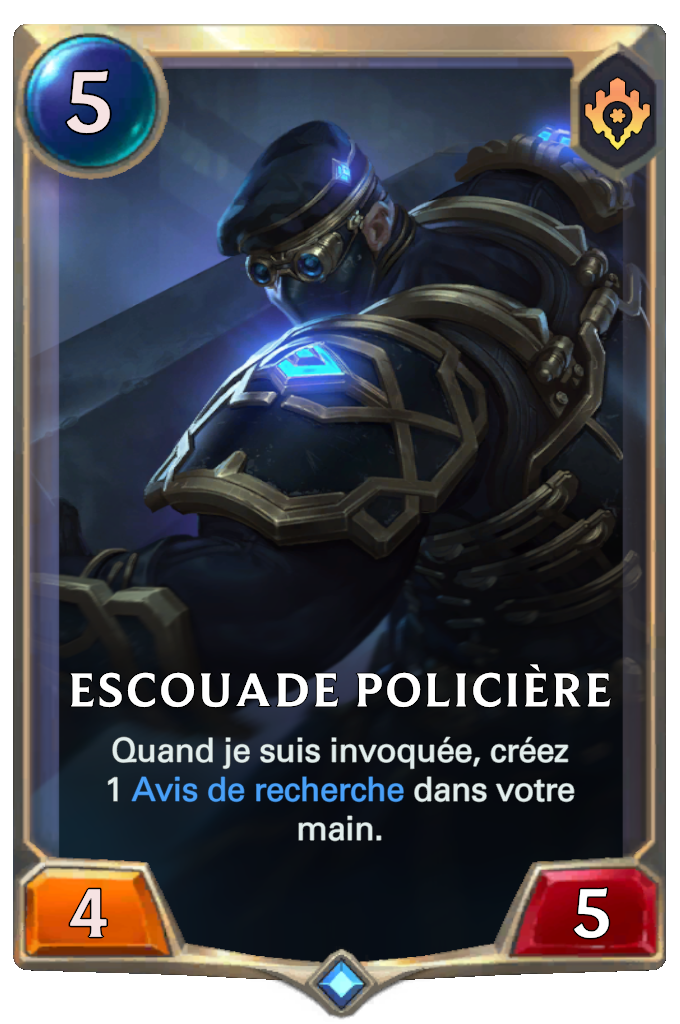 5
ESCOUADE POLICIÈRE
Quand je suis invoquée, créez
1 Avis de recherche dans votre
main.
4
5